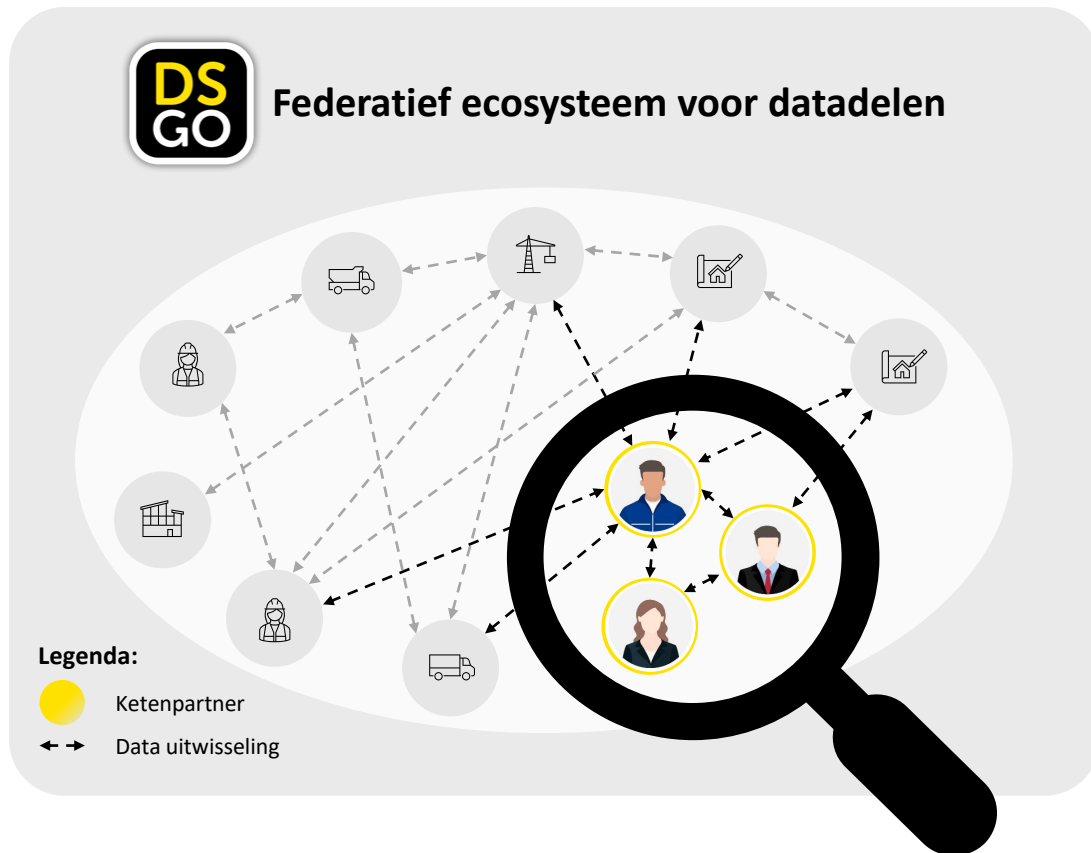 DS
GO
Federatief ecosysteem voor datadelen
Legenda:
Ketenpartner
Data uitwisseling